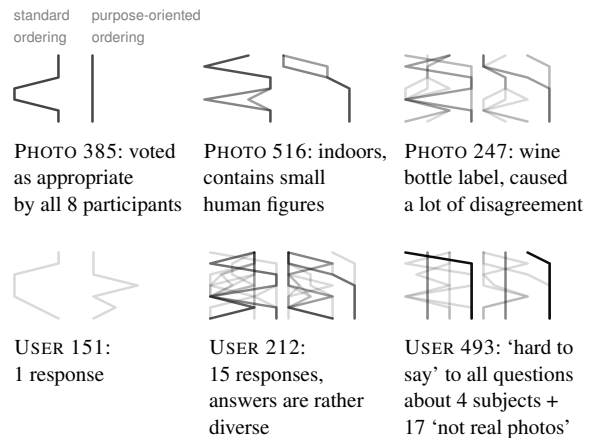 standard purpose-oriented
ordering ordering
PHOTO 385: voted
as appropriate
by all 8 participants
PHOTO 516: indoors,
contains small
human figures
PHOTO 247: wine
bottle label, caused
a lot of disagreement
USER 151:
1 response
USER 212:
15 responses,
answers are rather
diverse
USER 493: ‘hard to
say’ to all questions
about 4 subjects +
17 ‘not real photos’